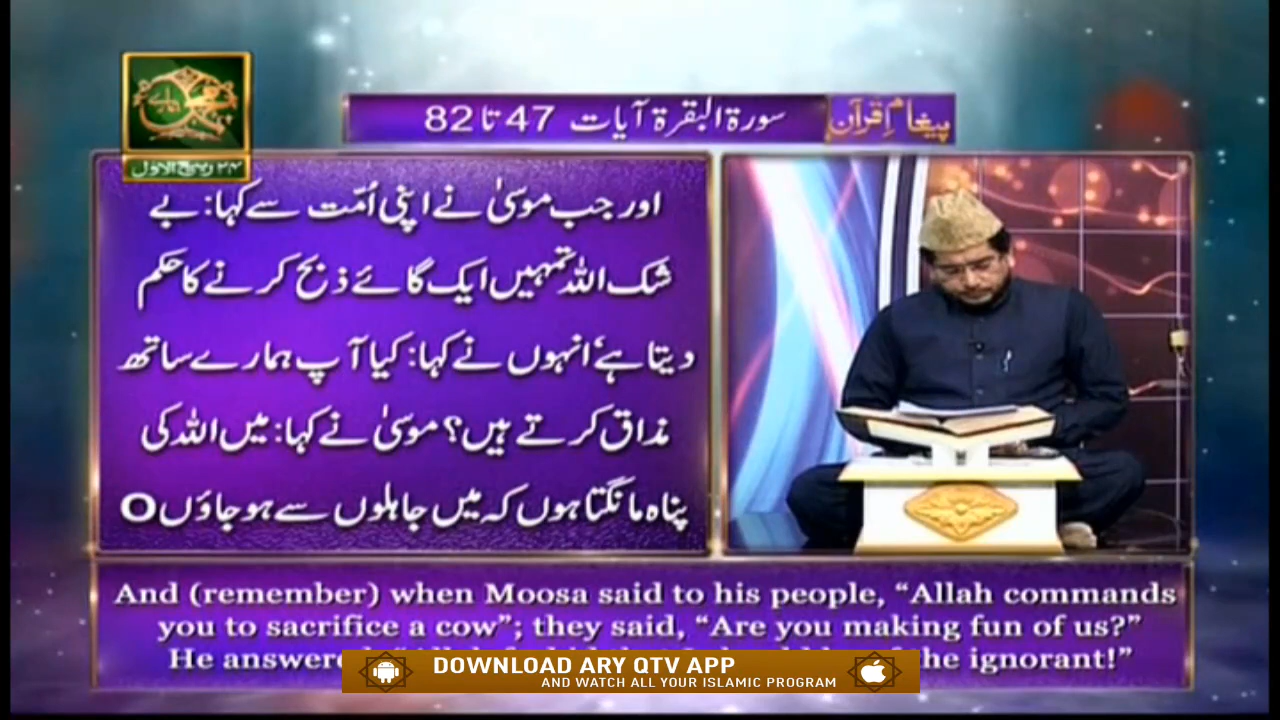 ۲۴ ربیع الاول
پیغامِ قرآن
سورۃ البقرۃ آیات 47 تا 82
اور جب موسیٰ نے اپنی اُمّت سے کہا: بے
شک اللہ تمہیں ایک گائے ذبح کرنے کا حکم
دیتا ہے، انہوں نے کہا: کیا آپ ہمارے ساتھ
مذاق کرتے ہیں؟ موسیٰ نے کہا: میں اللہ کی
پناہ مانگتا ہوں کہ میں جاہلوں سے ہو جاؤں O
And (remember) when Moosa said to his people, “Allah commands
you to sacrifice a cow”; they said, “Are you making fun of us?”
He answere the ignorant!”
DOWNLOAD ARY QTV APP
AND WATCH ALL YOUR ISLAMIC PROGRAM